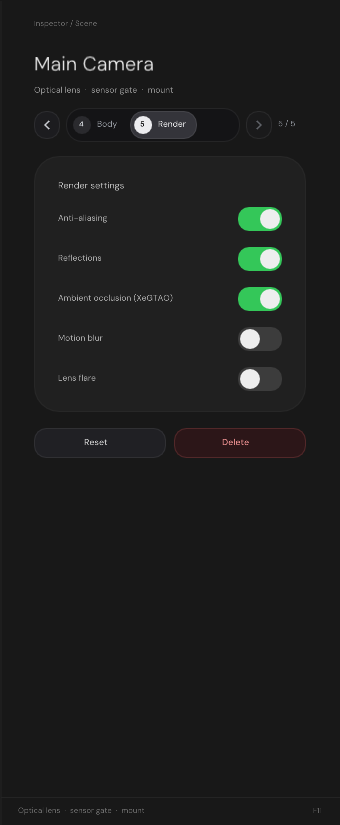 Inspector / Scene
Main Camera
Optical lens · sensor gate · mount
4 Body 5 Render 5 / 5
Render settings
Anti-aliasing
Reflections
Ambient occlusion (XeGTAO)
Motion blur
Lens flare
Reset Delete
Optical lens · sensor gate · mount